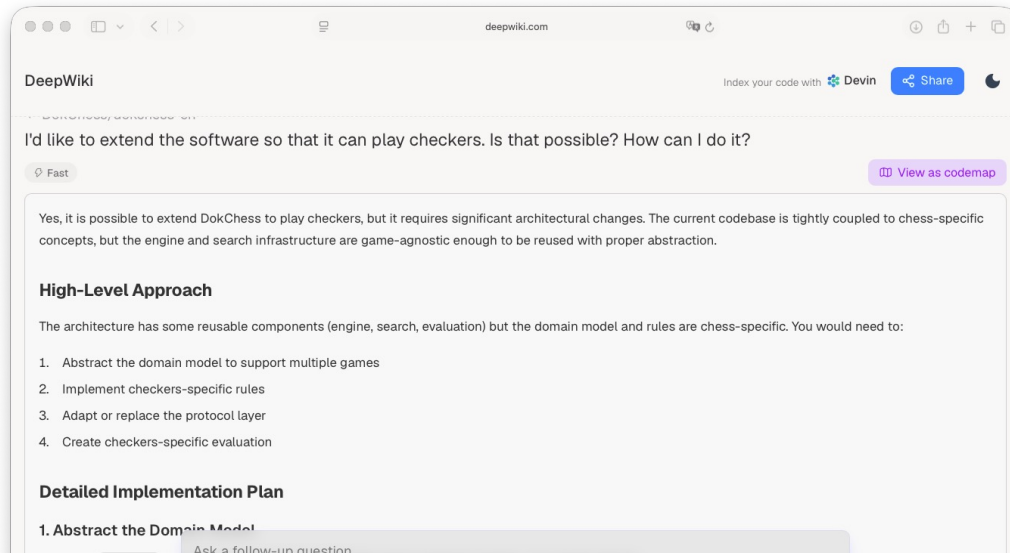 deepwiki.com
DeepWiki
Index your code with Devin
Share
DokChess/dokchess-en
I'd like to extend the software so that it can play checkers. Is that possible? How can I do it?
Fast
View as codemap
Yes, it is possible to extend DokChess to play checkers, but it requires significant architectural changes. The current codebase is tightly coupled to chess-specific
concepts, but the engine and search infrastructure are game-agnostic enough to be reused with proper abstraction.
High-Level Approach
The architecture has some reusable components (engine, search, evaluation) but the domain model and rules are chess-specific. You would need to:
1. Abstract the domain model to support multiple games
2. Implement checkers-specific rules
3. Adapt or replace the protocol layer
4. Create checkers-specific evaluation
Detailed Implementation Plan
1. Abstract the Domain Model
Ask a follow-up question